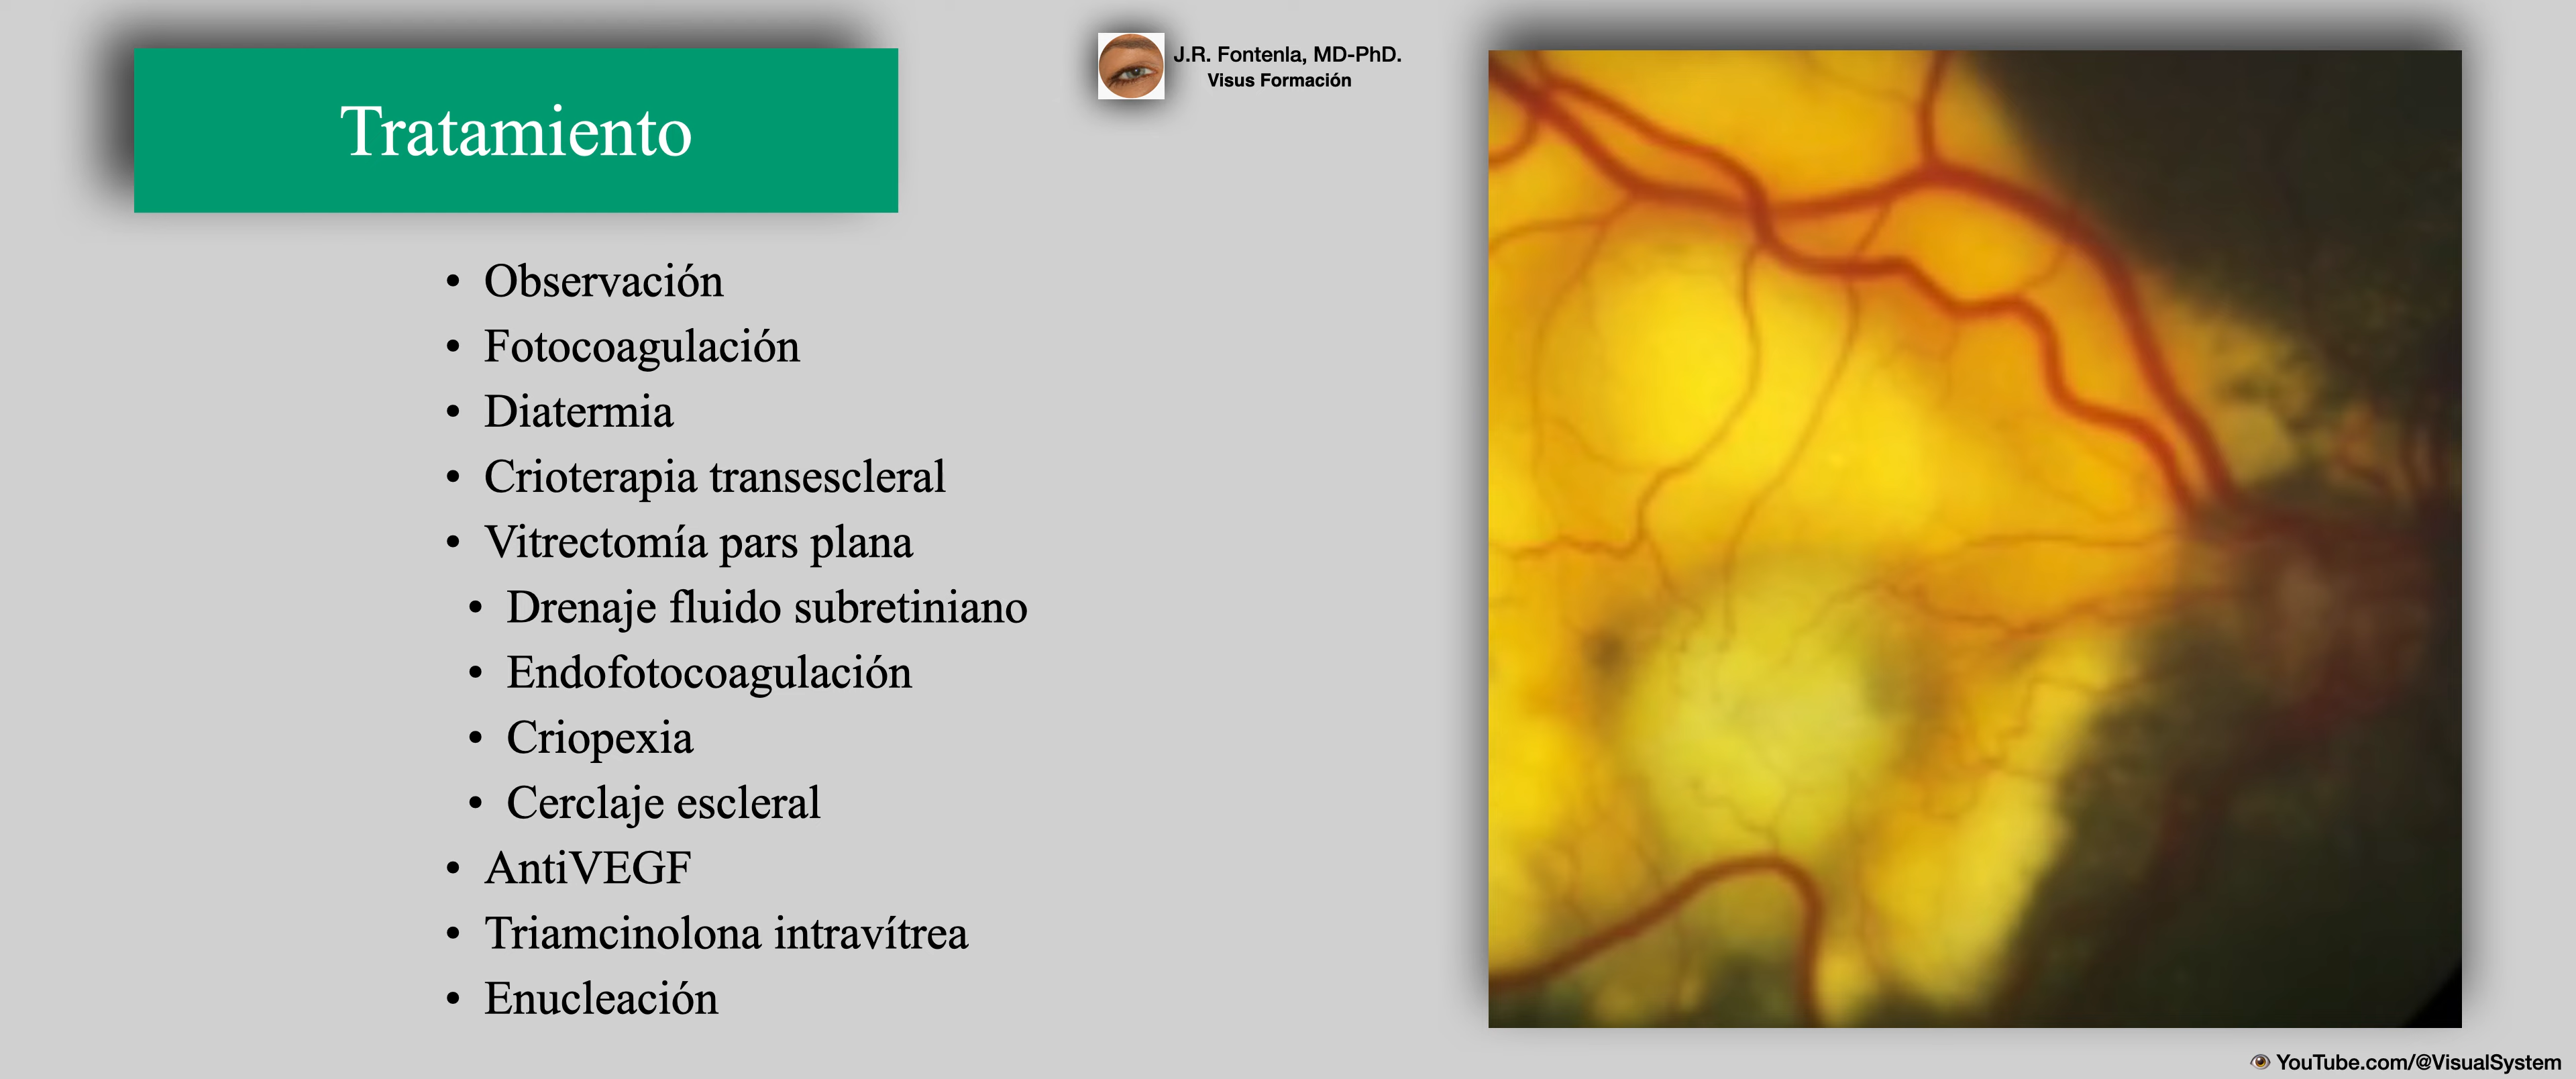 Tratamiento
J.R. Fontenla, MD-PhD.
Visus Formación
• Observación
• Fotocoagulación
• Diatermia
• Crioterapia transescleral
• Vitrectomía pars plana
• Drenaje fluido subretiniano
• Endofotocoagulación
• Criopexia
• Cerclaje escleral
• AntiVEGF
• Triamcinolona intravítrea
• Enucleación
YouTube.com/@VisualSystem